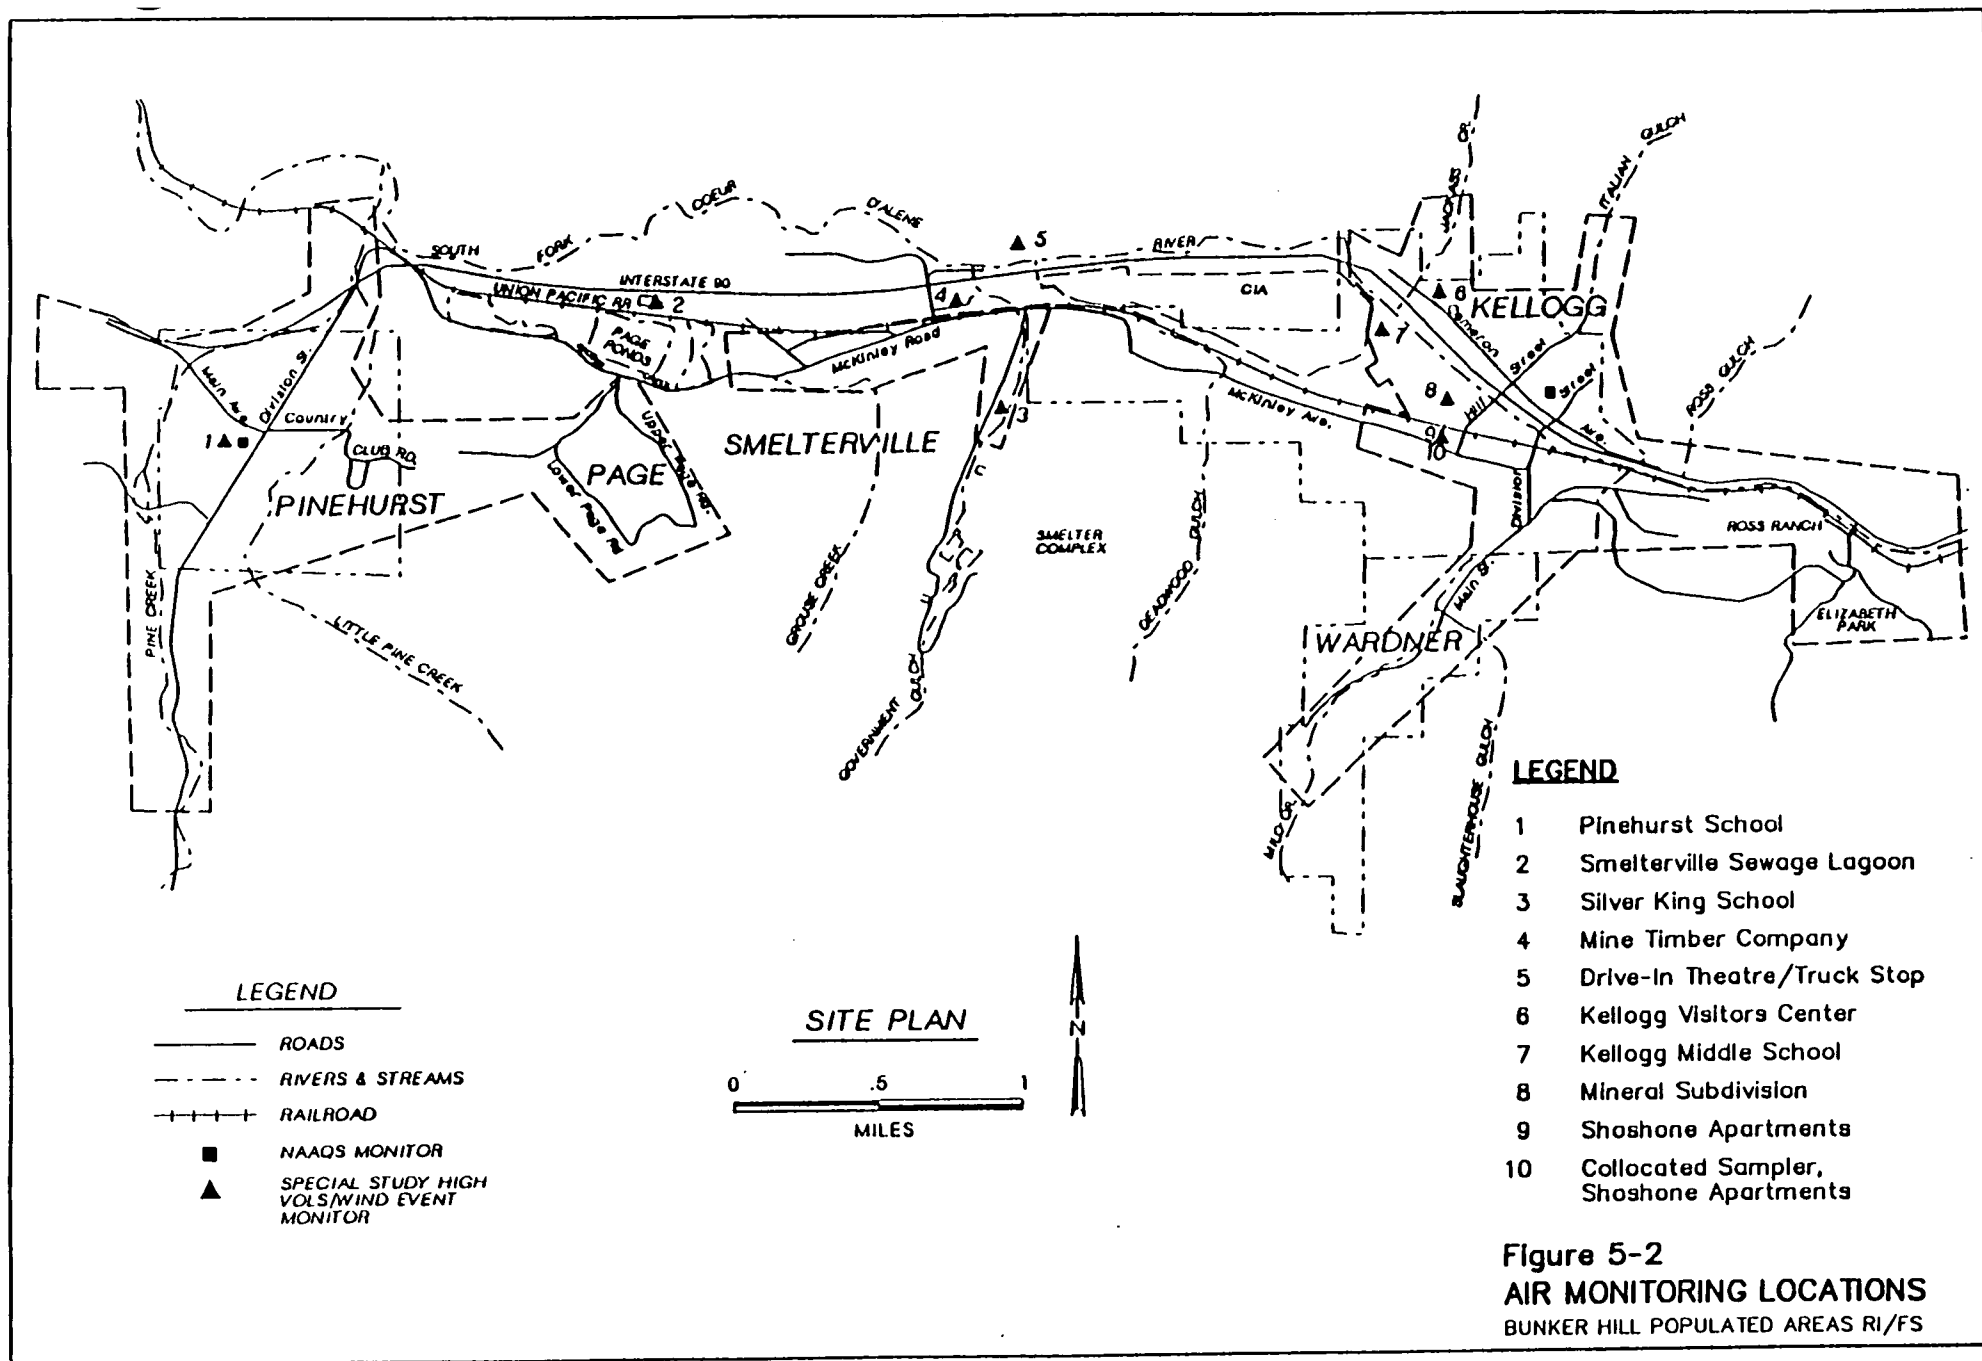 JACKASS CR.
ITALIAN GULCH
COEUR
D'ALENE
SOUTH
FORK
RIVER
5
INTERSTATE 90
UNION PACIFIC RR
2
4
CIA
6
KELLOGG
7
Cameron
PAGE
PONDS
McKinley Road
ROSS GULCH
Main Ave.
Division St.
Country
CLUB RD.
1
3
8
Hill
Street
Street
McKinley Ave.
9
10
Ave.
SMELTERVILLE
PAGE
Upper Page Rd.
Lower Page Rd.
PINEHURST
Division
ROSS RANCH
SMELTER
COMPLEX
PINE CREEK
LITTLE PINE CREEK
GROUSE CREEK
DEADWOOD GULCH
Main St.
ELIZABETH
PARK
WARDNER
GOVERNMENT GULCH
MILO CR.
SLAUGHTERHOUSE GULCH
LEGEND
1 Pinehurst School
2 Smelterville Sewage Lagoon
3 Silver King School
4 Mine Timber Company
5 Drive-In Theatre/Truck Stop
6 Kellogg Visitors Center
7 Kellogg Middle School
8 Mineral Subdivision
9 Shoshone Apartments
10 Collocated Sampler,
Shoshone Apartments
LEGEND
ROADS
RIVERS & STREAMS
RAILROAD
NAAQS MONITOR
SPECIAL STUDY HIGH
VOLS/WIND EVENT
MONITOR
SITE PLAN
0 .5 1
MILES
N
Figure 5-2
AIR MONITORING LOCATIONS
BUNKER HILL POPULATED AREAS RI/FS